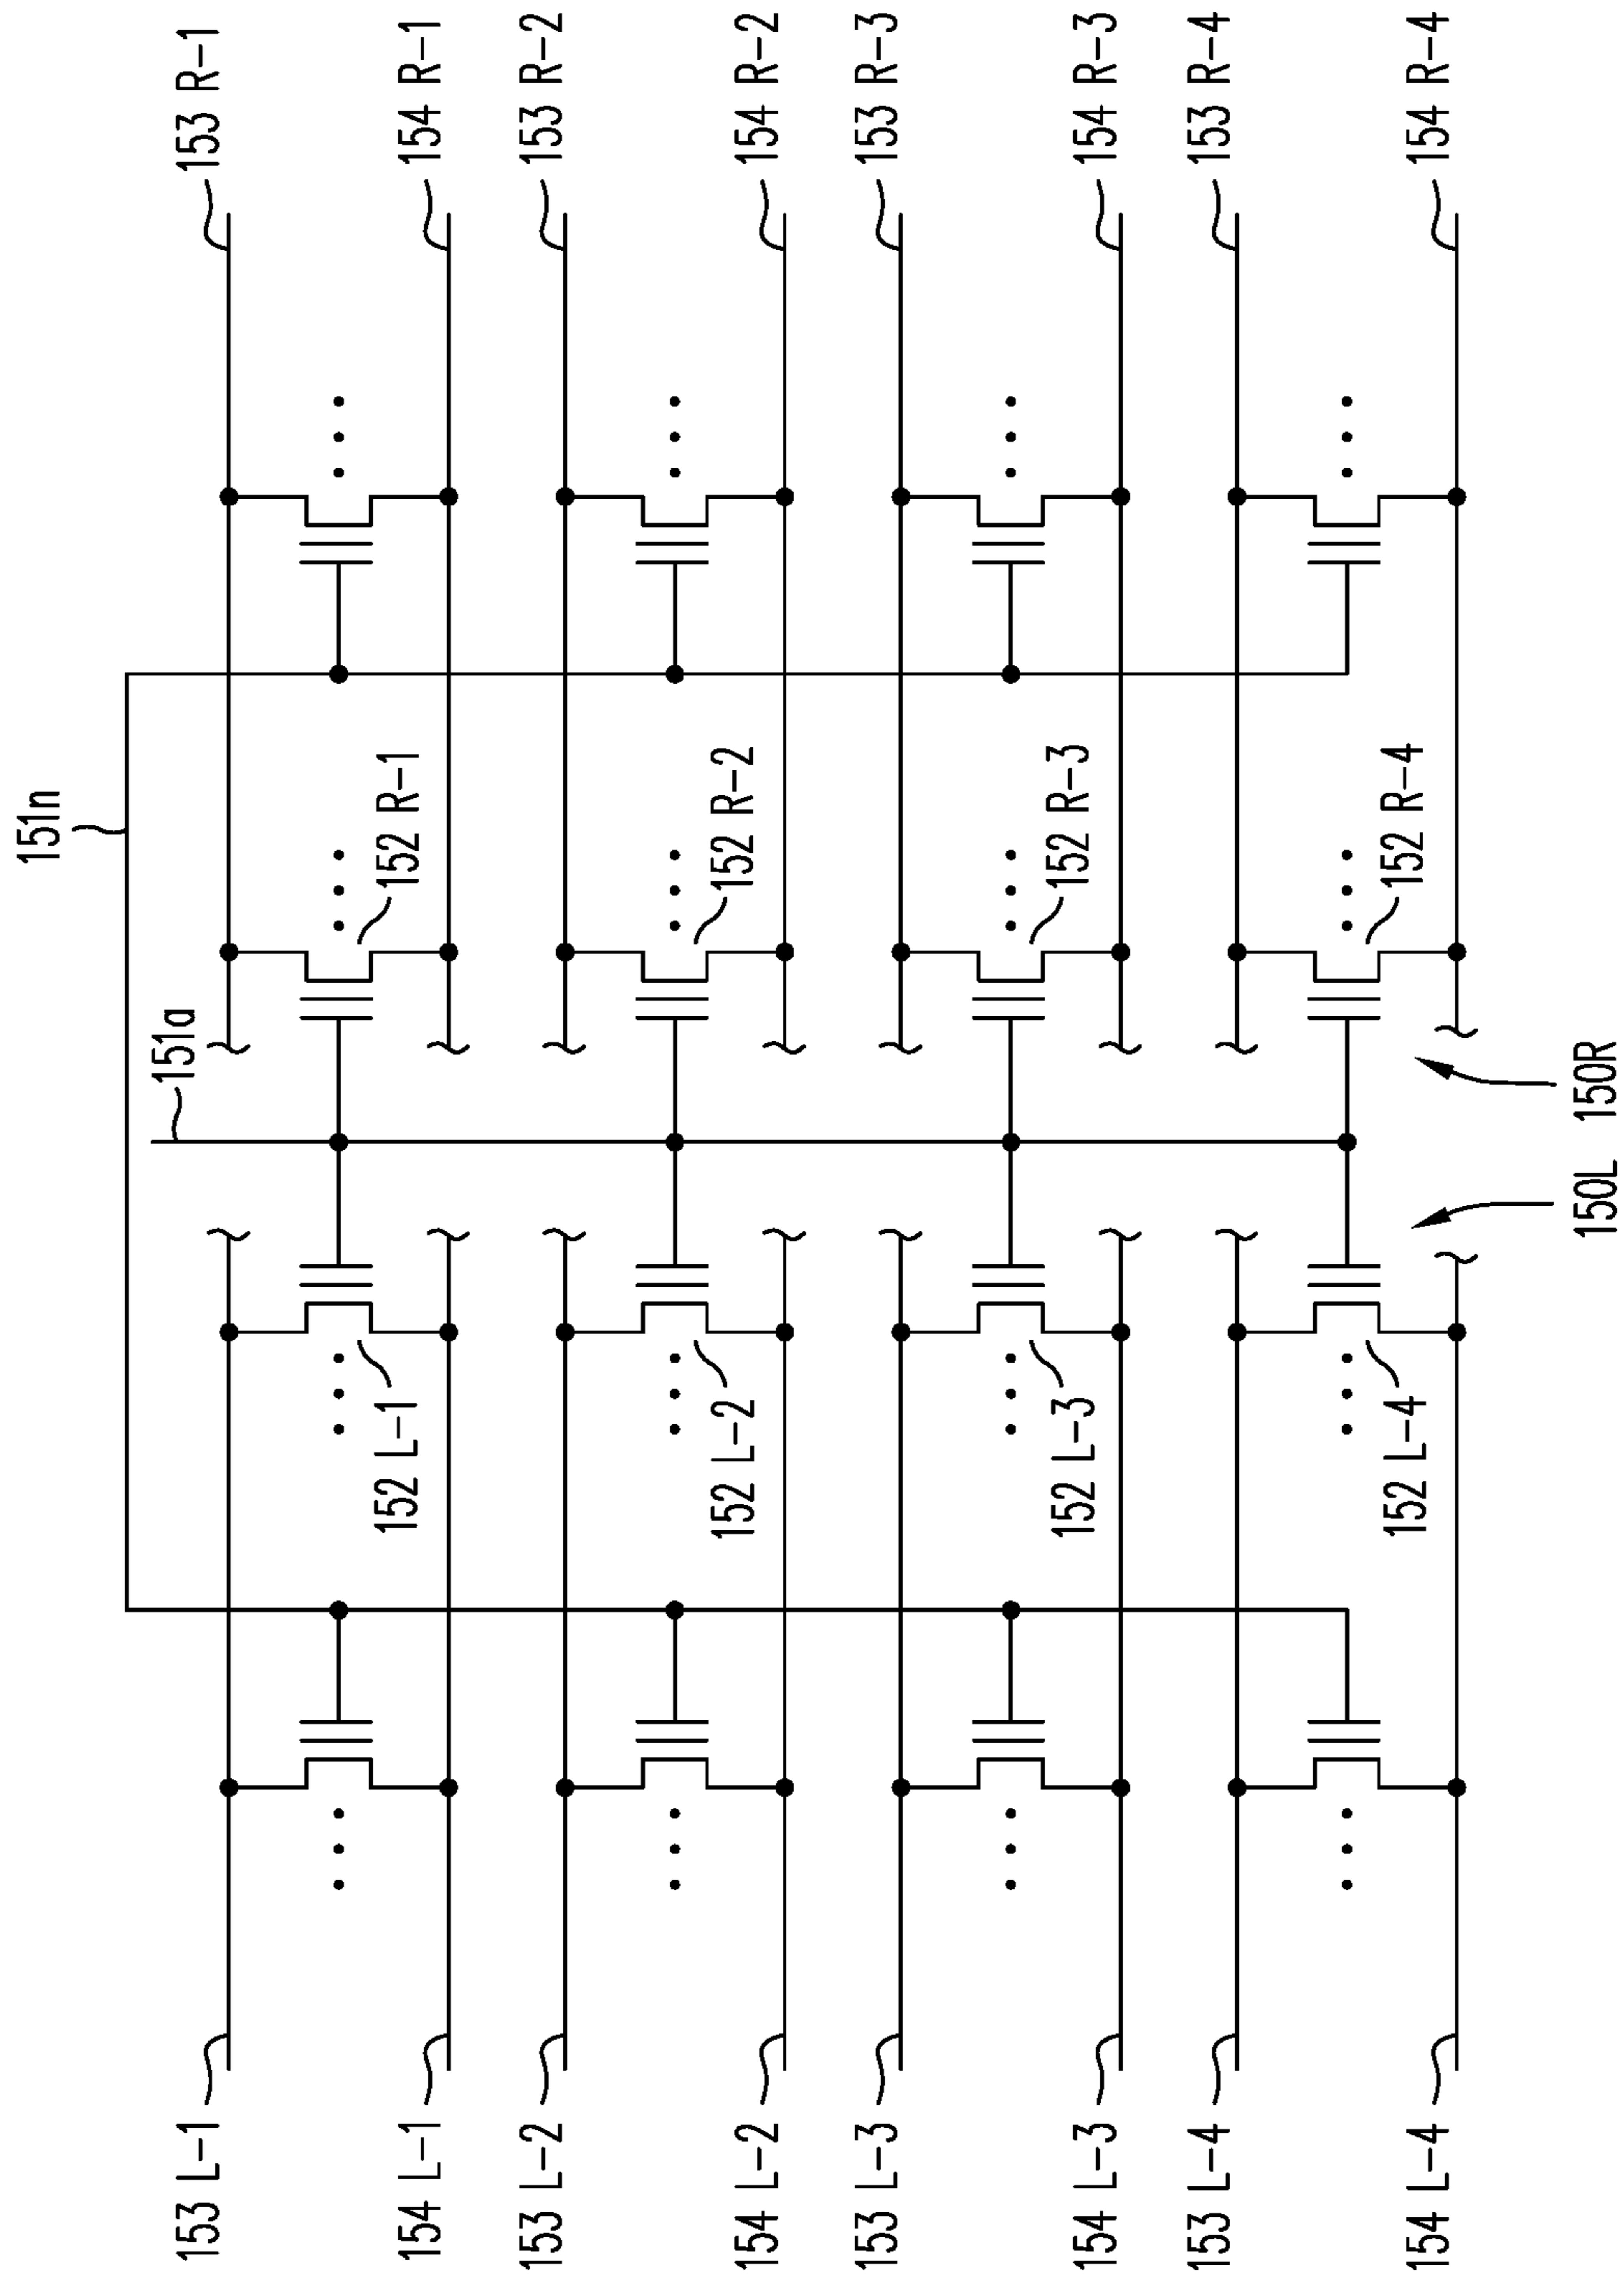 151n
151a
153 L-1
153 R-1
152 L-1
152 R-1
154 L-1
154 R-1
153 L-2
153 R-2
152 L-2
152 R-2
154 L-2
154 R-2
153 L-3
153 R-3
152 L-3
152 R-3
154 L-3
154 R-3
153 L-4
153 R-4
152 L-4
152 R-4
154 L-4
154 R-4
150L
150R